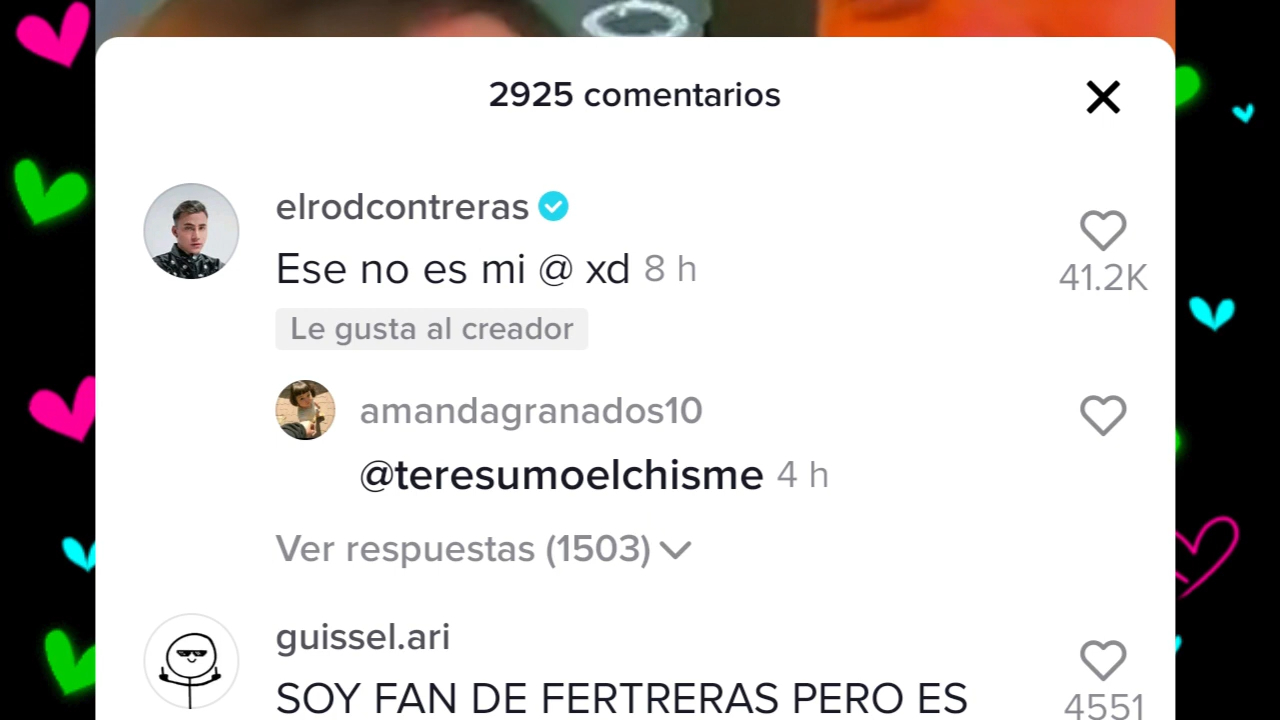 2925 comentarios
elrodcontreras
Ese no es mi @ xd 8 h
41.2K
Le gusta al creador
amandagranados10
@teresumoelchisme 4 h
Ver respuestas (1503)
guissel.ari
SOY FAN DE FERTRERAS PERO ES
4551